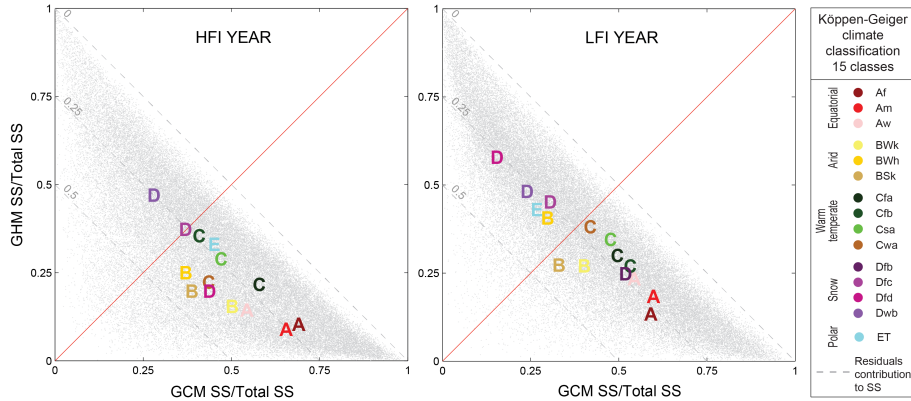 HFI YEAR
GHM SS/Total SS
1
0.75
0.5
0.25
0
0
0.25
0.5
D
D
C
E
C
B
B
C
D
C
B
A
A
A
0
0.25
0.5
0.75
1
GCM SS/Total SS
LFI YEAR
1
0.75
0.5
0.25
0
0
0.25
0.5
D
D
D
E
B
C
C
C
B
B
C
D
A
A
A
0
0.25
0.5
0.75
1
GCM SS/Total SS
Köppen-Geiger
climate
classification
15 classes
Equatorial
Af
Am
Aw
Arid
BWk
BWh
BSk
Warm
temperate
Cfa
Cfb
Csa
Cwa
Snow
Dfb
Dfc
Dfd
Dwb
Polar
ET
Residuals
contribution
to SS